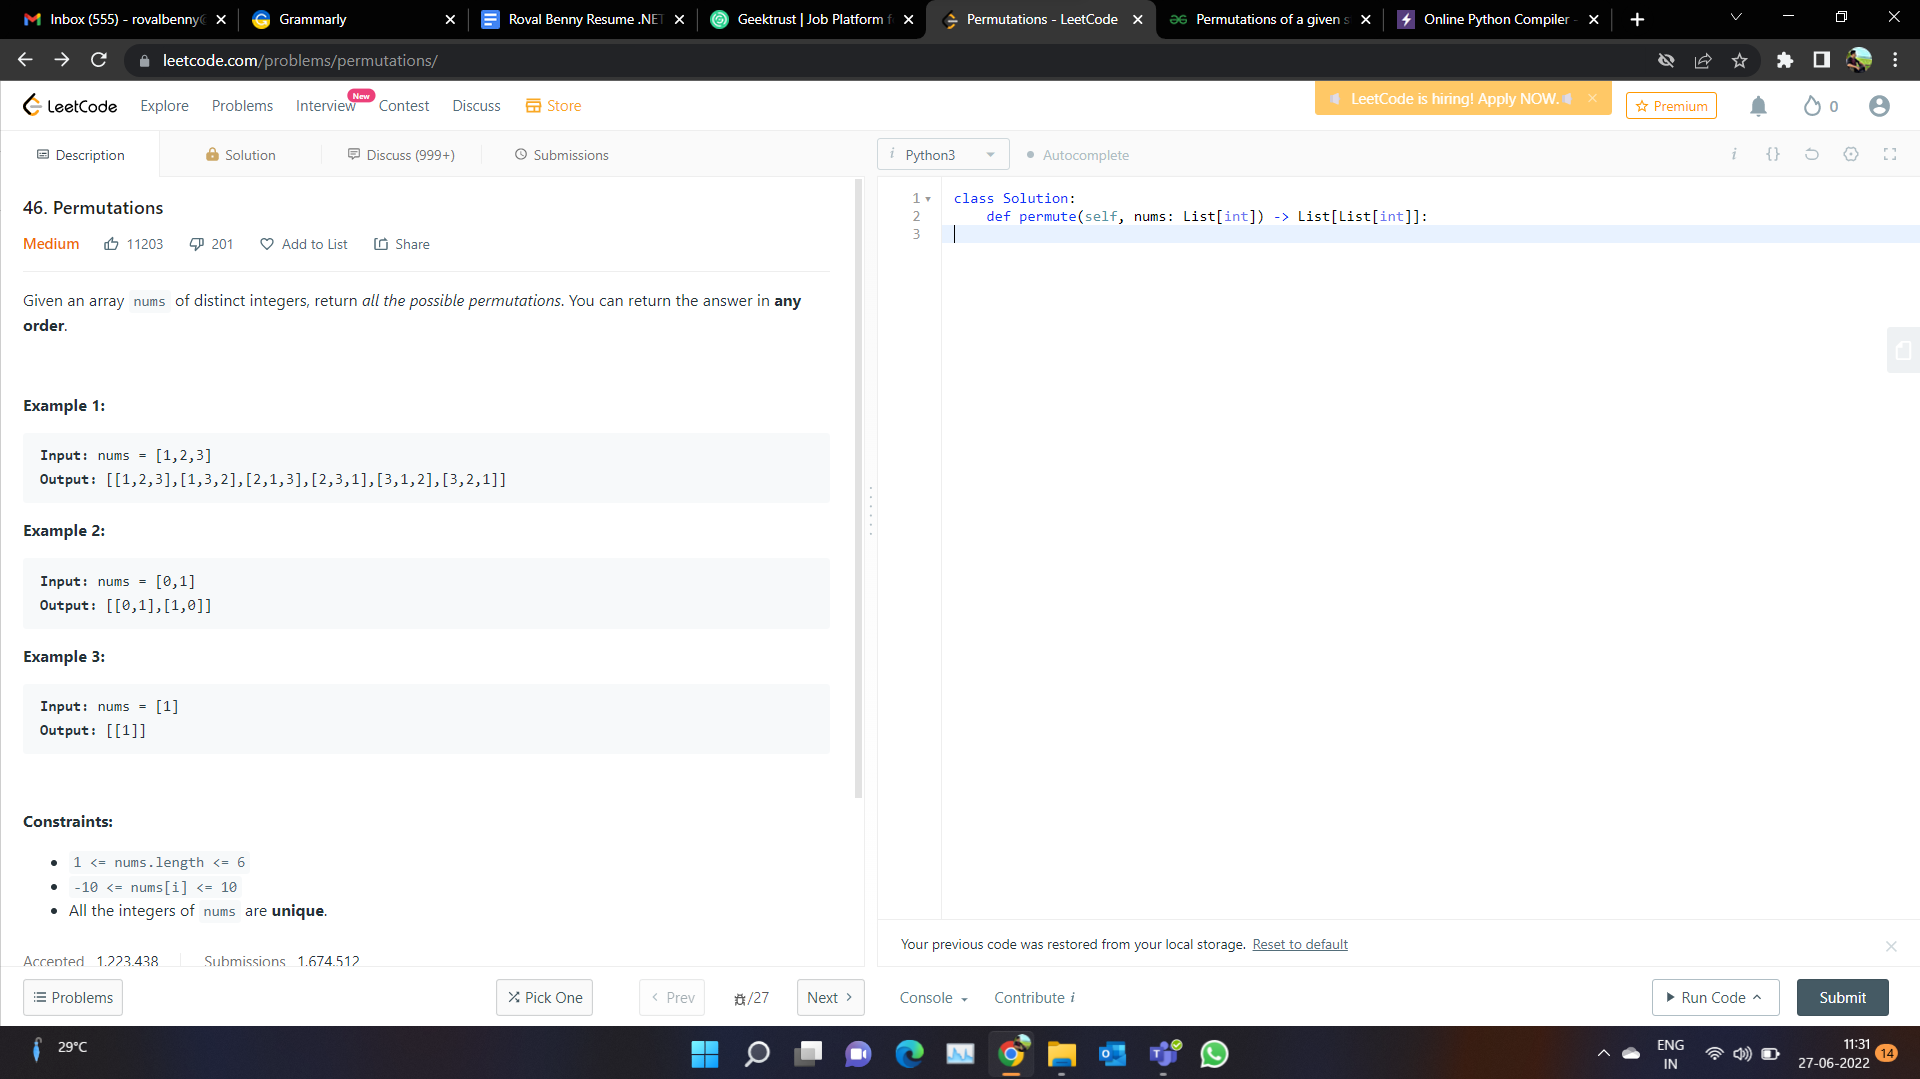 Inbox (555) - rovalbenny@
Grammarly
Roval Benny Resume .NET
Geektrust | Job Platform f
Permutations - LeetCode
Permutations of a given s
Online Python Compiler -
leetcode.com/problems/permutations/
LeetCode
Explore
Problems
Interview
New
Contest
Discuss
Store
LeetCode is hiring! Apply NOW.
Premium
0
Description
Solution
Discuss (999+)
Submissions
i Python3
Autocomplete
i
{}
46. Permutations
Medium
11203
201
Add to List
Share
Given an array nums of distinct integers, return all the possible permutations. You can return the answer in any
order.
Example 1:
Input: nums = [1,2,3]
Output: [[1,2,3],[1,3,2],[2,1,3],[2,3,1],[3,1,2],[3,2,1]]
Example 2:
Input: nums = [0,1]
Output: [[0,1],[1,0]]
Example 3:
Input: nums = [1]
Output: [[1]]
Constraints:
1 <= nums.length <= 6
-10 <= nums[i] <= 10
All the integers of nums are unique.
Accepted 1,223,438
Submissions 1,674,512
1
class Solution:
2
def permute(self, nums: List[int]) -> List[List[int]]:
3
Your previous code was restored from your local storage. Reset to default
Problems
Pick One
Prev
/27
Next
Console
Contribute i
Run Code
Submit
29°C
ENG
IN
11:31
27-06-2022
14